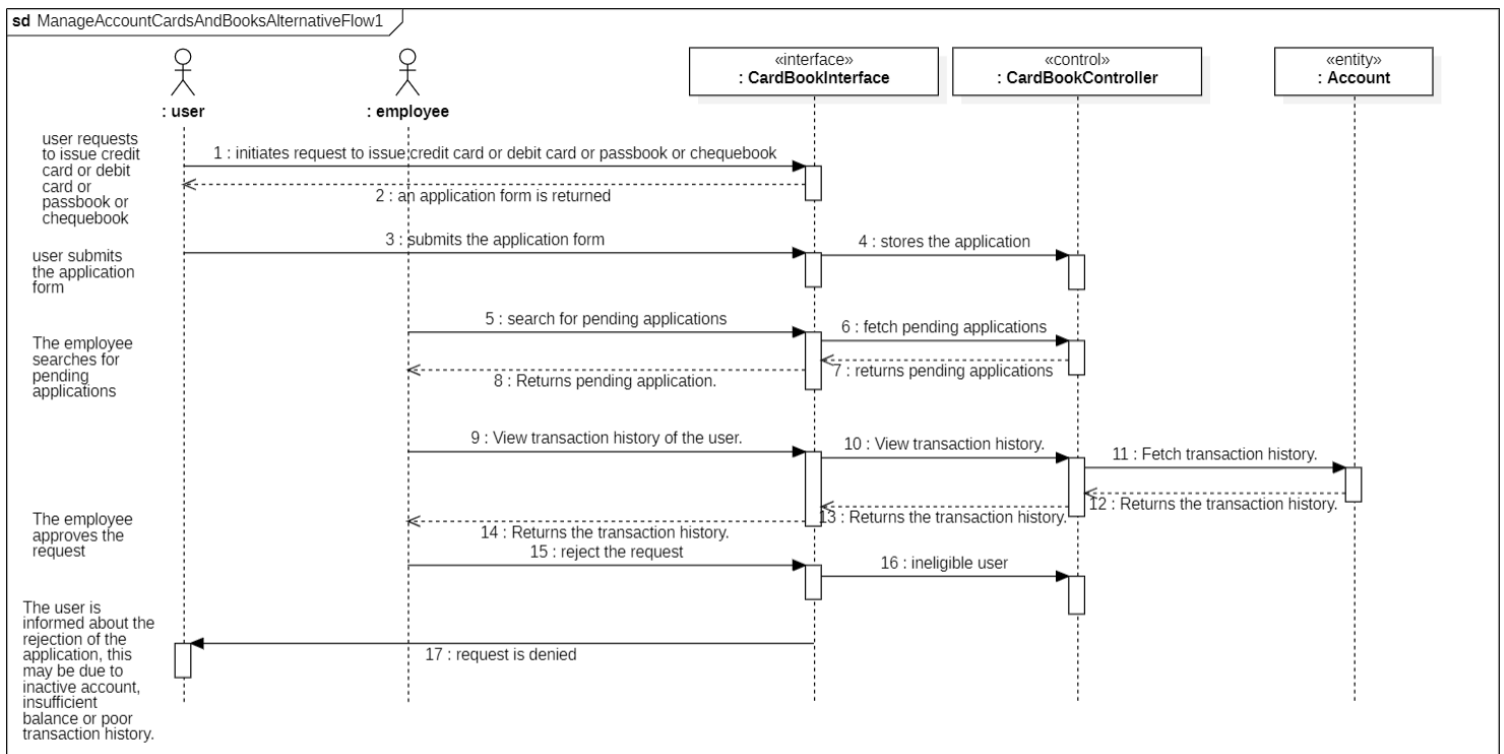 sd ManageAccountCardsAndBooksAlternativeFlow1
«interface»
: CardBookInterface
«control»
: CardBookController
«entity»
: Account
: user
: employee
user requests
to issue credit
card or debit
card or
passbook or
chequebook
1 : initiates request to issue credit card or debit card or passbook or chequebook
2 : an application form is returned
3 : submits the application form
4 : stores the application
user submits
the application
form
5 : search for pending applications
6 : fetch pending applications
The employee
searches for
pending
applications
7 : returns pending applications
8 : Returns pending application.
9 : View transaction history of the user.
10 : View transaction history.
11 : Fetch transaction history.
12 : Returns the transaction history.
13 : Returns the transaction history.
14 : Returns the transaction history.
The employee
approves the
request
15 : reject the request
16 : ineligible user
The user is
informed about the
rejection of the
application, this
may be due to
inactive account,
insufficient
balance or poor
transaction history.
17 : request is denied